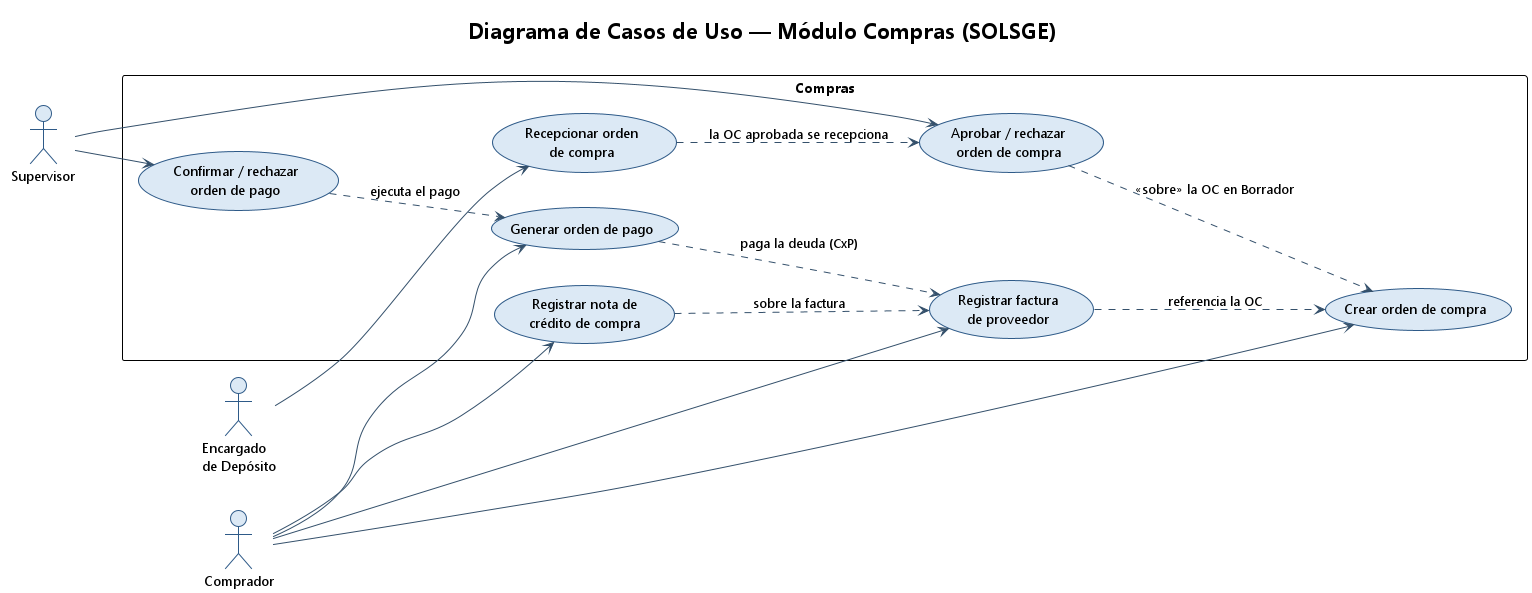 Diagrama de Casos de Uso — Módulo Compras (SOLSGE)
Compras
Supervisor
Confirmar / rechazar
orden de pago
ejecuta el pago
Recepcionar orden
de compra
la OC aprobada se recepciona
Aprobar / rechazar
orden de compra
«sobre» la OC en Borrador
Generar orden de pago
paga la deuda (CxP)
Registrar nota de
crédito de compra
sobre la factura
Registrar factura
de proveedor
referencia la OC
Crear orden de compra
Encargado
de Depósito
Comprador